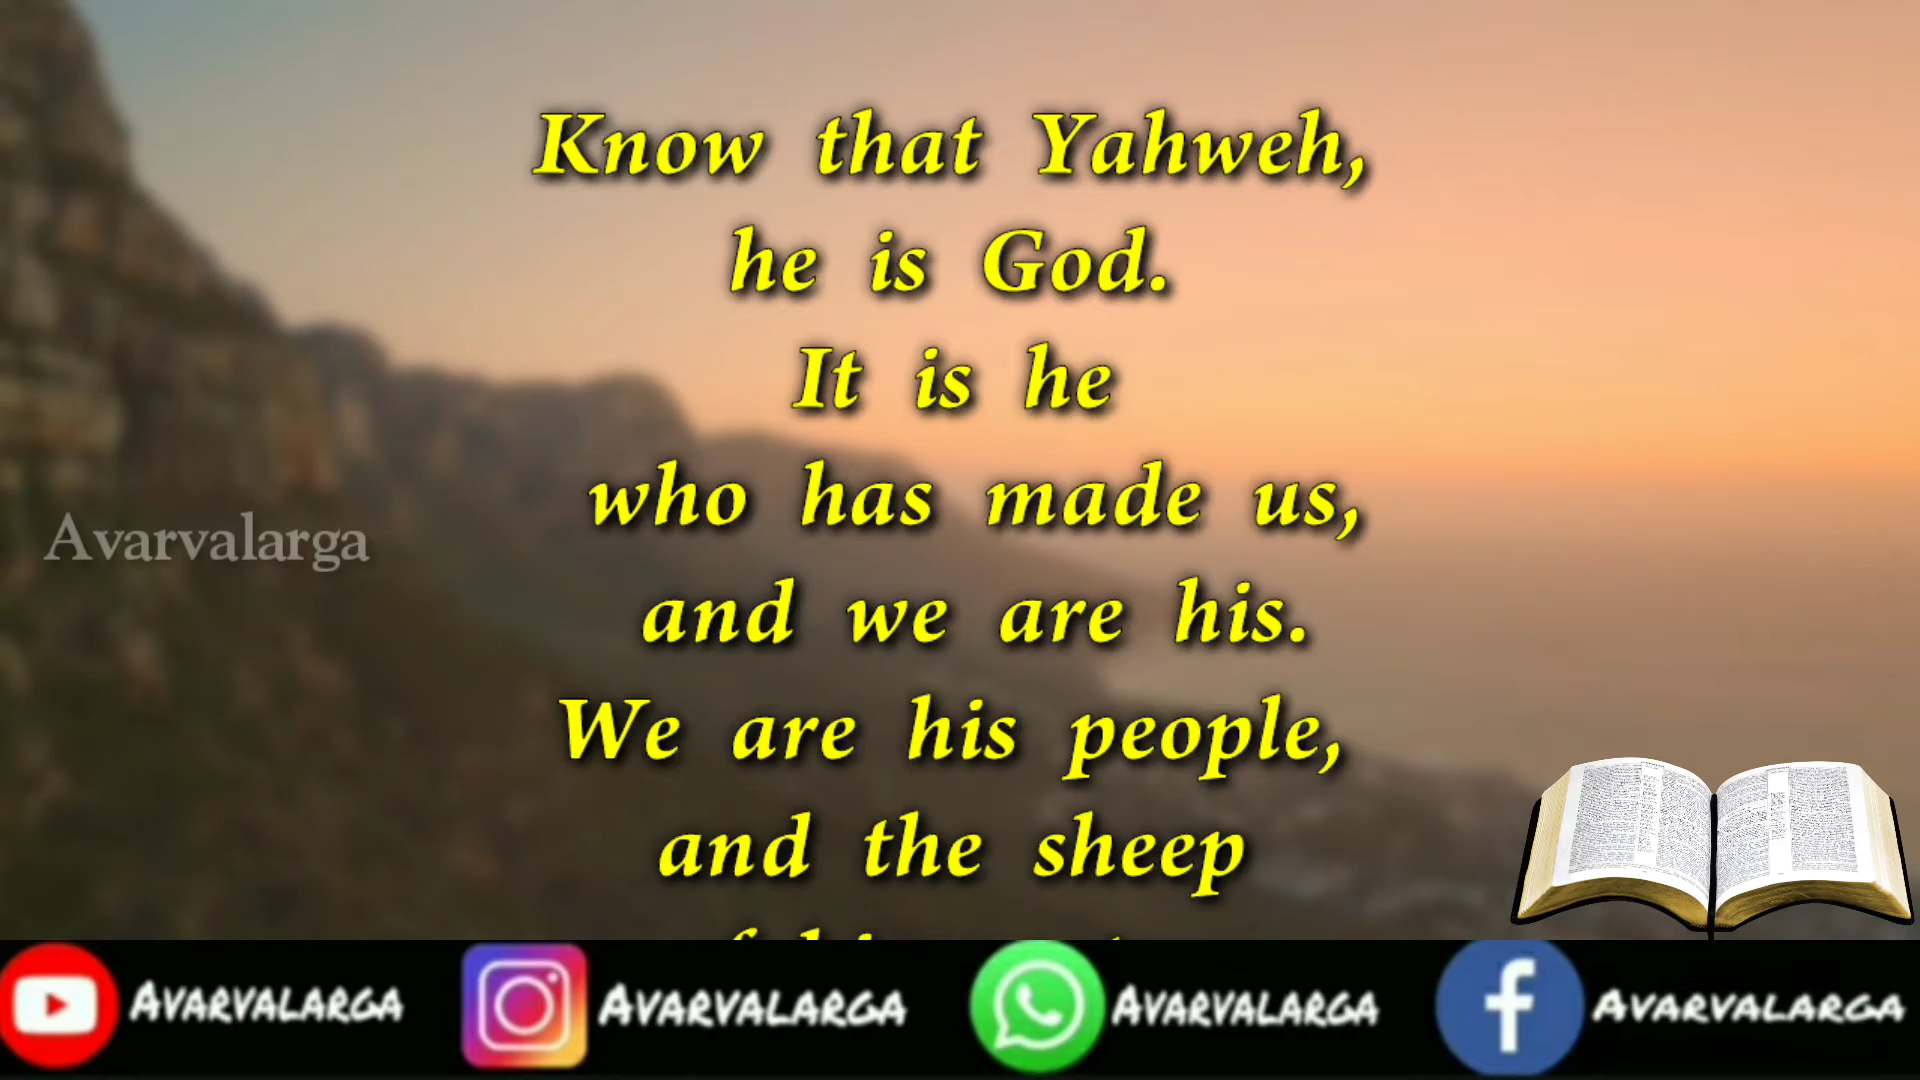 Know that Yahweh,
he is God.
It is he
who has made us,
and we are his.
We are his people,
and the sheep
Avarvalarga
Avarvalarga Avarvalarga Avarvalarga Avarvalarga